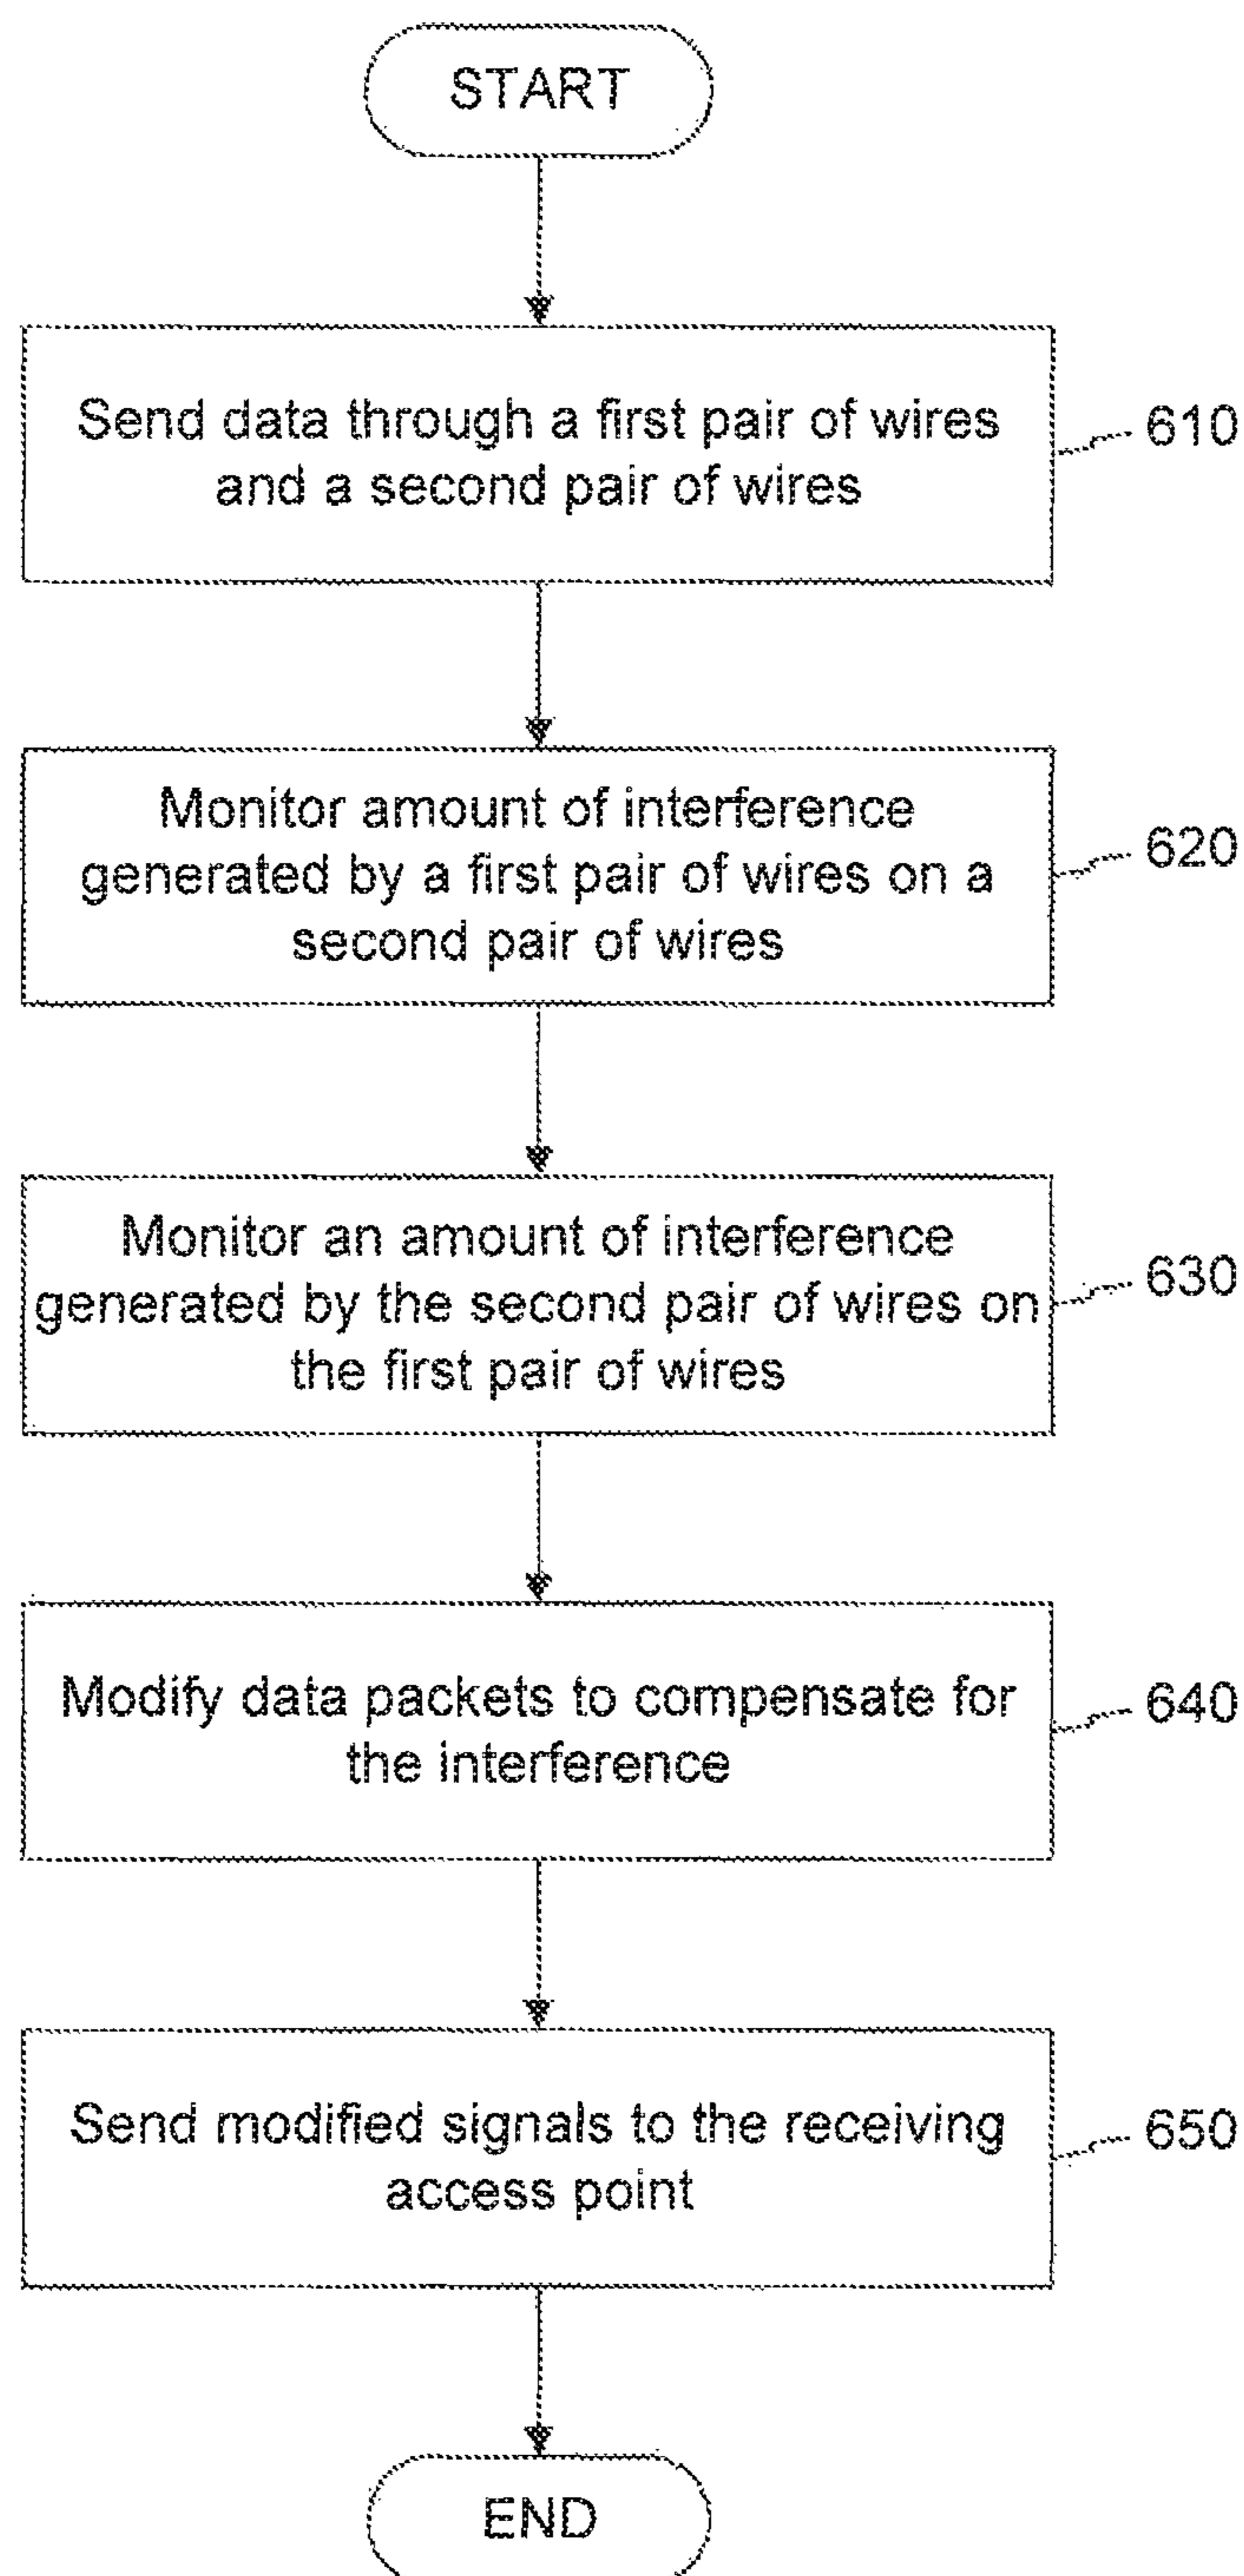 START
Send data through a first pair of wires
and a second pair of wires
610
Monitor amount of interference
generated by a first pair of wires on a
second pair of wires
620
Monitor an amount of interference
generated by the second pair of wires on
the first pair of wires
630
Modify data packets to compensate for
the interference
640
Send modified signals to the receiving
access point
650
END